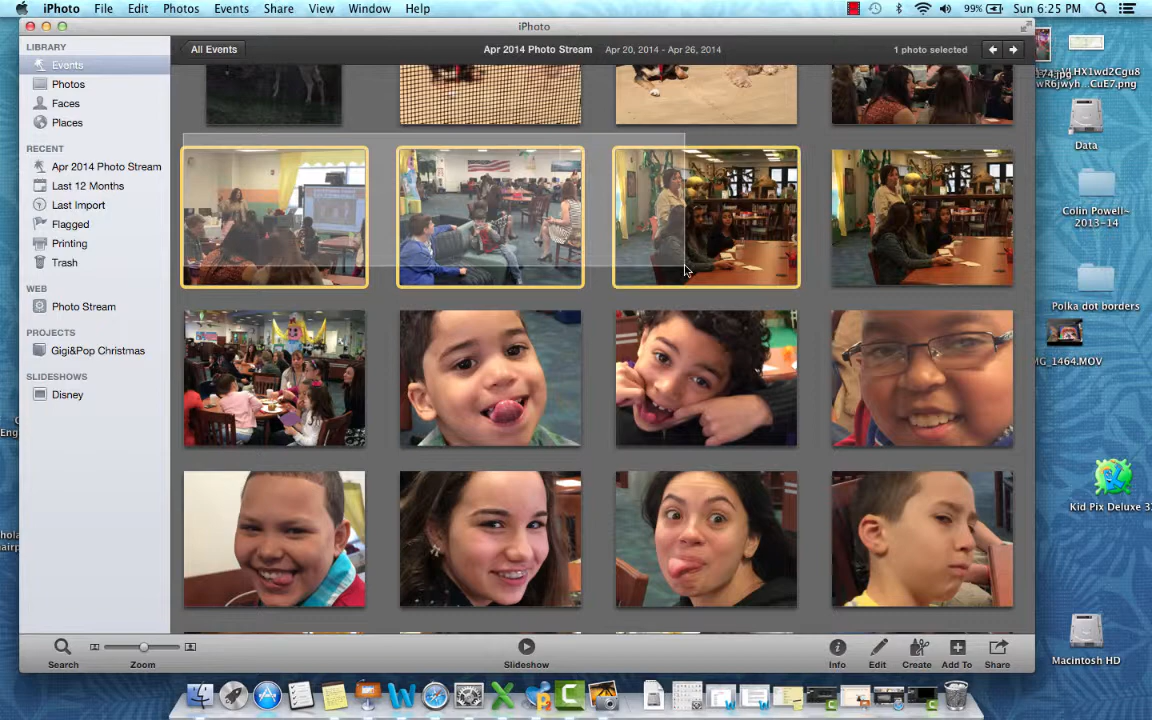 iPhoto File Edit Photos Events Share View Window Help 99% Sun 6:25 PM
iPhoto
LIBRARY
Events
Photos
Faces
Places
RECENT
Apr 2014 Photo Stream
Last 12 Months
Last Import
Flagged
Printing
Trash
WEB
Photo Stream
PROJECTS
Gigi&Pop Christmas
SLIDESHOWS
Disney
All Events
Apr 2014 Photo Stream Apr 20, 2014 - Apr 26, 2014
1 photo selected
Search
Zoom
Slideshow
Info
Edit
Create
Add To
Share
Data
Colin Powell~
2013-14
Polka dot borders
MG_1464.MOV
Kid Pix Deluxe 3
Macintosh HD